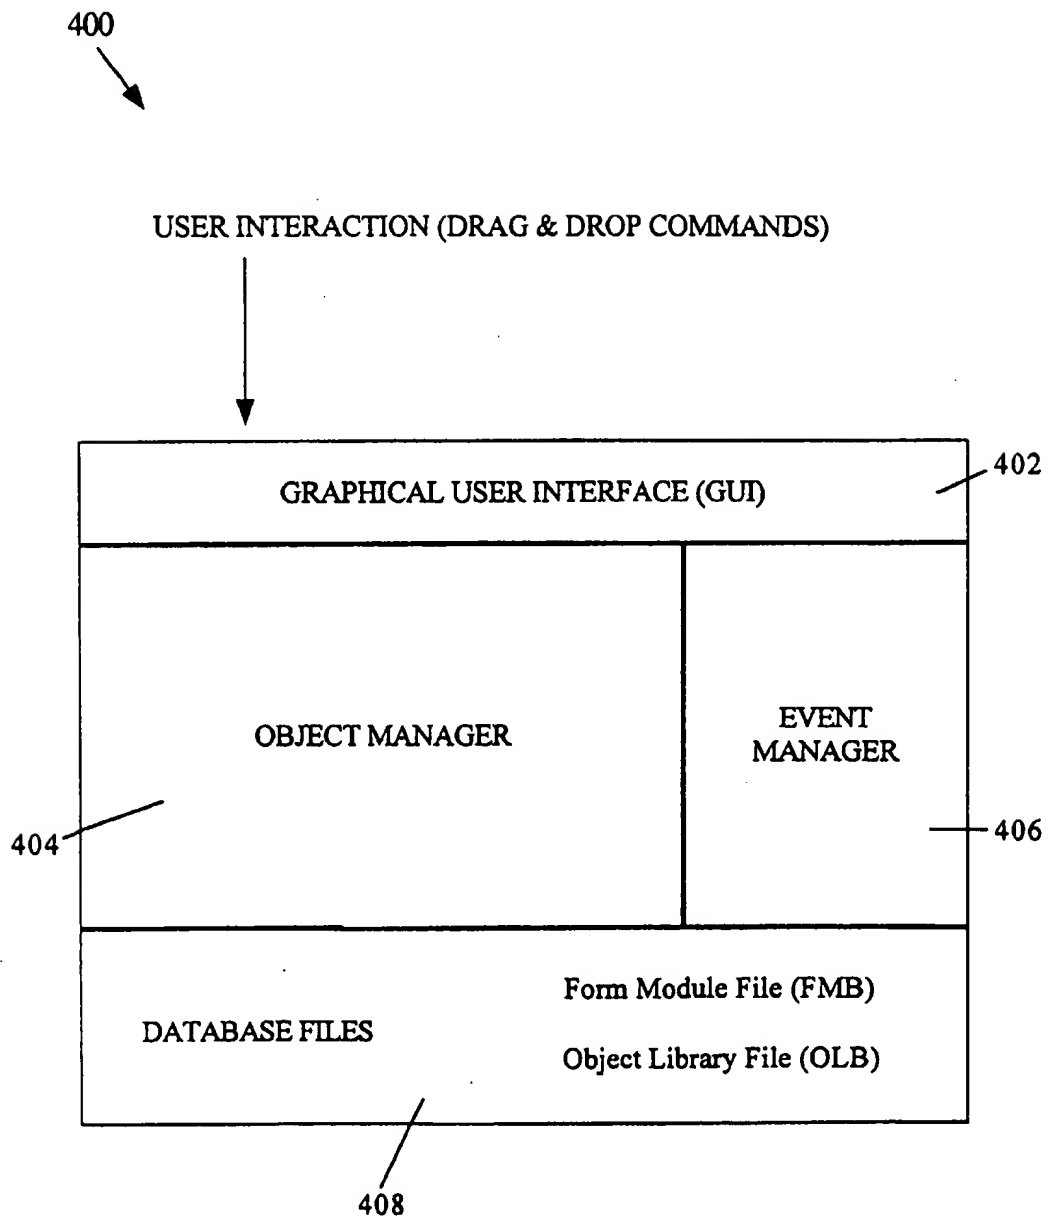 400
USER INTERACTION (DRAG & DROP COMMANDS)
GRAPHICAL USER INTERFACE (GUI)
402
OBJECT MANAGER
EVENT
MANAGER
404
406
DATABASE FILES
Form Module File (FMB)
Object Library File (OLB)
408